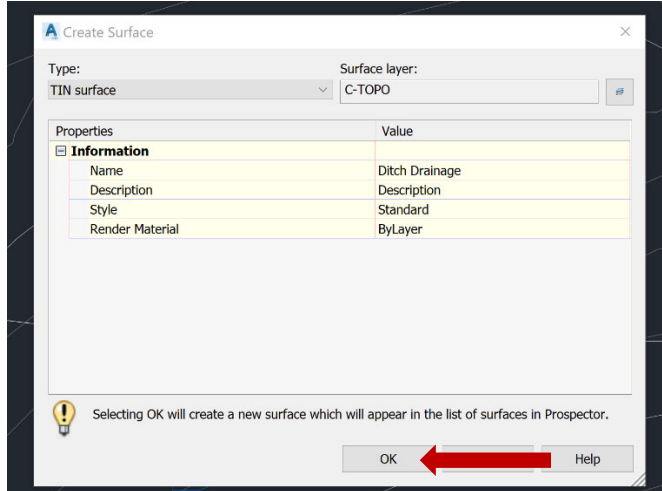 Create Surface
Type: Surface layer:
TIN surface C-TOPO
Properties Value
Information
Name Ditch Drainage
Description Description
Style Standard
Render Material ByLayer
Selecting OK will create a new surface which will appear in the list of surfaces in Prospector.
OK Help